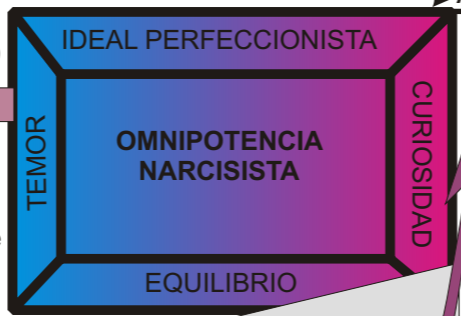 IDEAL PERFECCIONISTA
TEMOR
OMNIPOTENCIA
NARCISISTA
CURIOSIDAD
EQUILIBRIO